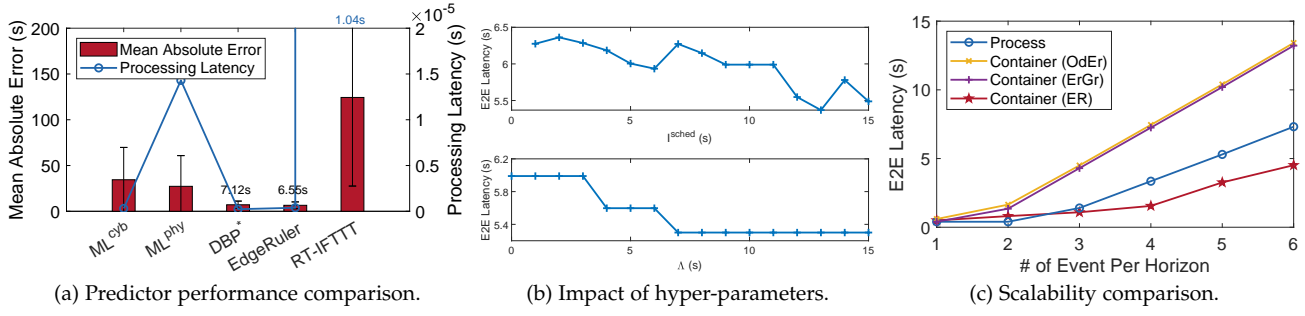 1.04s
×10⁻⁵
200
150
100
50
0
Mean Absolute Error (s)
Mean Absolute Error
Processing Latency
7.12s
6.55s
2
1.5
1
0.5
0
Processing Latency (s)
ML^cyb
ML^phy
DBP*
EdgeRuler
RT-IFTTT
(a) Predictor performance comparison.
6.5
6
5.5
E2E Latency (s)
0 5 10 15
I^sched (s)
6.2
5.8
5.4
E2E Latency (s)
0 5 10 15
Λ (s)
(b) Impact of hyper-parameters.
15
10
5
0
E2E Latency (s)
Process
Container (OdEr)
Container (ErGr)
Container (ER)
1 2 3 4 5 6
# of Event Per Horizon
(c) Scalability comparison.